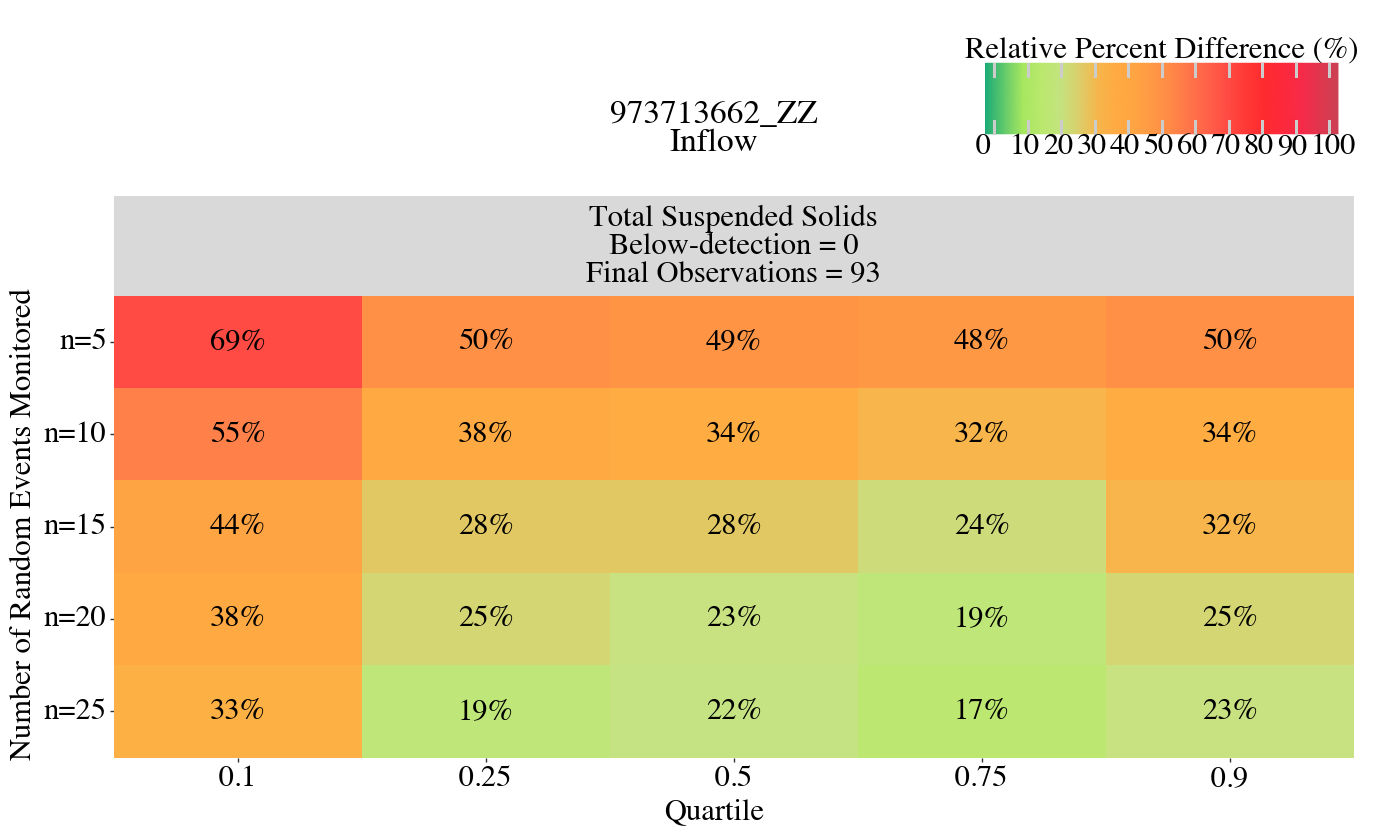 Relative Percent Difference (%)
0 10 20 30 40 50 60 70 80 90 100
973713662_ZZ
Inflow
Total Suspended Solids
Below-detection = 0
Final Observations = 93
Number of Random Events Monitored
n=5 69% 50% 49% 48% 50%
n=10 55% 38% 34% 32% 34%
n=15 44% 28% 28% 24% 32%
n=20 38% 25% 23% 19% 25%
n=25 33% 19% 22% 17% 23%
0.1 0.25 0.5 0.75 0.9
Quartile